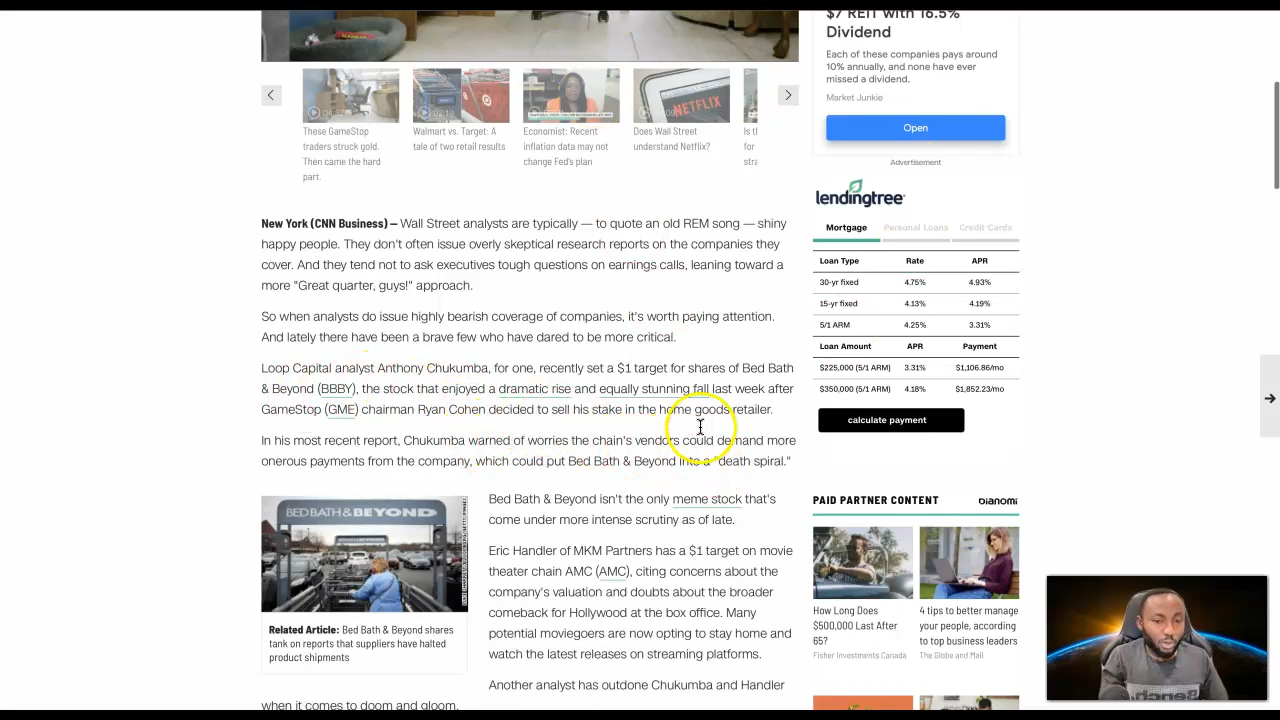 $7 REIT with 16.5%
Dividend
Each of these companies pays around
10% annually, and none have ever
missed a dividend.
Market Junkie
Open
Advertisement
These GameStop
traders struck gold.
Then came the hard
part.
Walmart vs. Target: A
tale of two retail results
Economist: Recent
inflation data may not
change Fed's plan
NETFLIX
Does Wall Street
understand Netflix?
lendingtree
Mortgage Personal Loans Credit Cards
Loan Type Rate APR
30-yr fixed 4.75% 4.93%
15-yr fixed 4.13% 4.19%
5/1 ARM 4.25% 3.31%
Loan Amount APR Payment
$225,000 (5/1 ARM) 3.31% $1,106.86/mo
$350,000 (5/1 ARM) 4.18% $1,852.23/mo
calculate payment
New York (CNN Business) — Wall Street analysts are typically — to quote an old REM song — shiny
happy people. They don't often issue overly skeptical research reports on the companies they
cover. And they tend not to ask executives tough questions on earnings calls, leaning toward a
more "Great quarter, guys!" approach.
So when analysts do issue highly bearish coverage of companies, it's worth paying attention.
And lately there have been a brave few who have dared to be more critical.
Loop Capital analyst Anthony Chukumba, for one, recently set a $1 target for shares of Bed Bath
& Beyond (BBBY), the stock that enjoyed a dramatic rise and equally stunning fall last week after
GameStop (GME) chairman Ryan Cohen decided to sell his stake in the home goods retailer.
In his most recent report, Chukumba warned of worries the chain's vendors could demand more
onerous payments from the company, which could put Bed Bath & Beyond into a "death spiral."
BED BATH & BEYOND
Related Article: Bed Bath & Beyond shares
tank on reports that suppliers have halted
product shipments
Bed Bath & Beyond isn't the only meme stock that's
come under more intense scrutiny as of late.
Eric Handler of MKM Partners has a $1 target on movie
theater chain AMC (AMC), citing concerns about the
company's valuation and doubts about the broader
comeback for Hollywood at the box office. Many
potential moviegoers are now opting to stay home and
watch the latest releases on streaming platforms.
Another analyst has outdone Chukumba and Handler
when it comes to doom and gloom.
PAID PARTNER CONTENT DIANOMI
How Long Does
$500,000 Last After
65?
Fisher Investments Canada
4 tips to better manage
your people, according
to top business leaders
The Globe and Mail